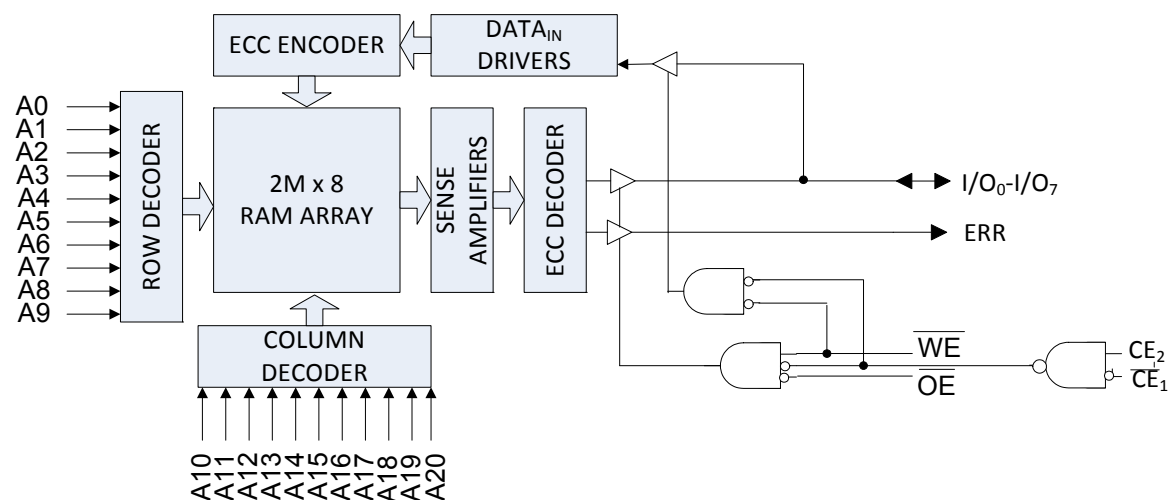 ECC ENCODER
DATAIN
DRIVERS
A0
A1
A2
A3
A4
A5
A6
A7
A8
A9
ROW DECODER
2M x 8
RAM ARRAY
SENSE
AMPLIFIERS
ECC DECODER
I/O0-I/O7
ERR
COLUMN
DECODER
WE
OE
CE2
CE1
A10
A11
A12
A13
A14
A15
A16
A17
A18
A19
A20